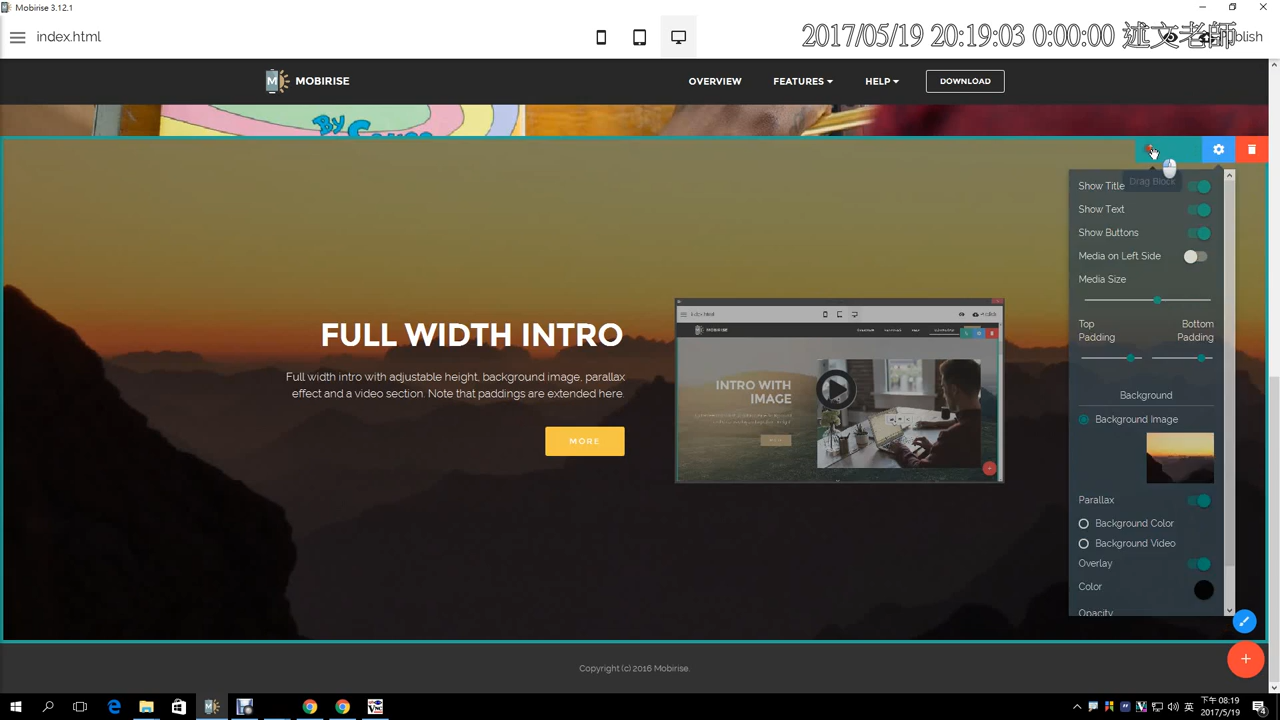 Mobirise 3.12.1
index.html
2017/05/19 20:19:03 0:00:00 述文老師
MOBIRISE
OVERVIEW
FEATURES
HELP
DOWNLOAD
By
Drag Block
Show Title
Show Text
Show Buttons
Media on Left Side
Media Size
Top Padding
Bottom Padding
Background
Background Image
Parallax
Background Color
Background Video
Overlay
Color
Opacity
FULL WIDTH INTRO
Full width intro with adjustable height, background image, parallax
effect and a video section. Note that paddings are extended here.
MORE
INTRO WITH
IMAGE
Copyright (c) 2016 Mobirise.
英
下午 08:19
2017/5/19